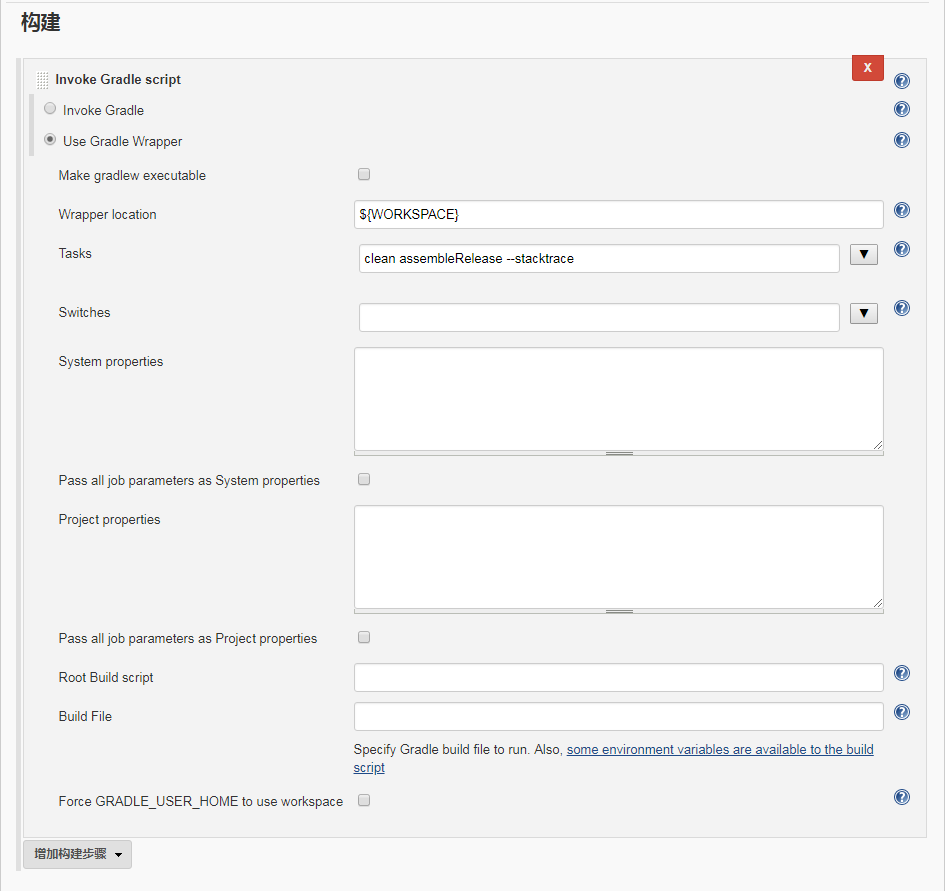 构建
Invoke Gradle script
X
Invoke Gradle
Use Gradle Wrapper
Make gradlew executable
Wrapper location
${WORKSPACE}
Tasks
clean assembleRelease --stacktrace
Switches
System properties
Pass all job parameters as System properties
Project properties
Pass all job parameters as Project properties
Root Build script
Build File
Specify Gradle build file to run. Also, some environment variables are available to the build
script
Force GRADLE_USER_HOME to use workspace
增加构建步骤